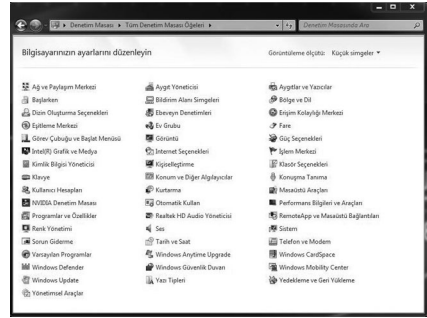 Denetim Masası ▸ Tüm Denetim Masası Öğeleri ▸ Denetim Masasında Ara
Bilgisayarınızın ayarlarını düzenleyin Görüntüleme ölçütü: Küçük simgeler
Ağ ve Paylaşım Merkezi Aygıt Yöneticisi Aygıtlar ve Yazıcılar
Başlarken Bildirim Alanı Simgeleri Bölge ve Dil
Dizin Oluşturma Seçenekleri Ebeveyn Denetimleri Erişim Kolaylığı Merkezi
Eşitleme Merkezi Ev Grubu Fare
Görev Çubuğu ve Başlat Menüsü Görüntü Güç Seçenekleri
Intel(R) Grafik ve Medya Internet Seçenekleri İşlem Merkezi
Kimlik Bilgisi Yöneticisi Kişiselleştirme Klasör Seçenekleri
Klavye Konum ve Diğer Algılayıcılar Konuşma Tanıma
Kullanıcı Hesapları Kurtarma Masaüstü Araçları
NVIDIA Denetim Masası Otomatik Kullan Performans Bilgileri ve Araçları
Programlar ve Özellikler Realtek HD Audio Yöneticisi RemoteApp ve Masaüstü Bağlantıları
Renk Yönetimi Ses Sistem
Sorun Giderme Tarih ve Saat Telefon ve Modem
Varsayılan Programlar Windows Anytime Upgrade Windows CardSpace
Windows Defender Windows Güvenlik Duvarı Windows Mobility Center
Windows Update Yazı Tipleri Yedekleme ve Geri Yükleme
Yönetimsel Araçlar